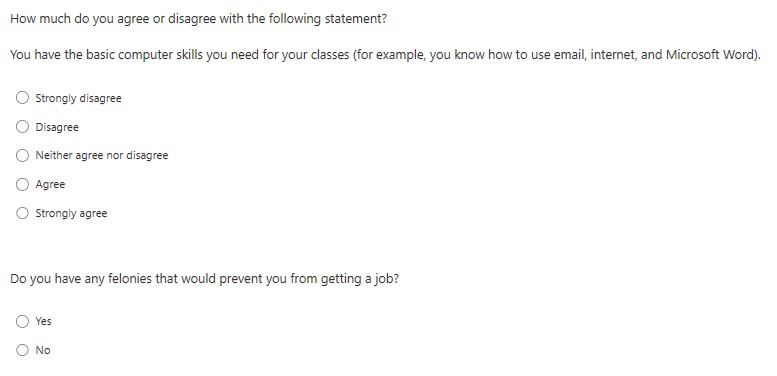 How much do you agree or disagree with the following statement?
You have the basic computer skills you need for your classes (for example, you know how to use email, internet, and Microsoft Word).
Strongly disagree
Disagree
Neither agree nor disagree
Agree
Strongly agree
Do you have any felonies that would prevent you from getting a job?
Yes
No